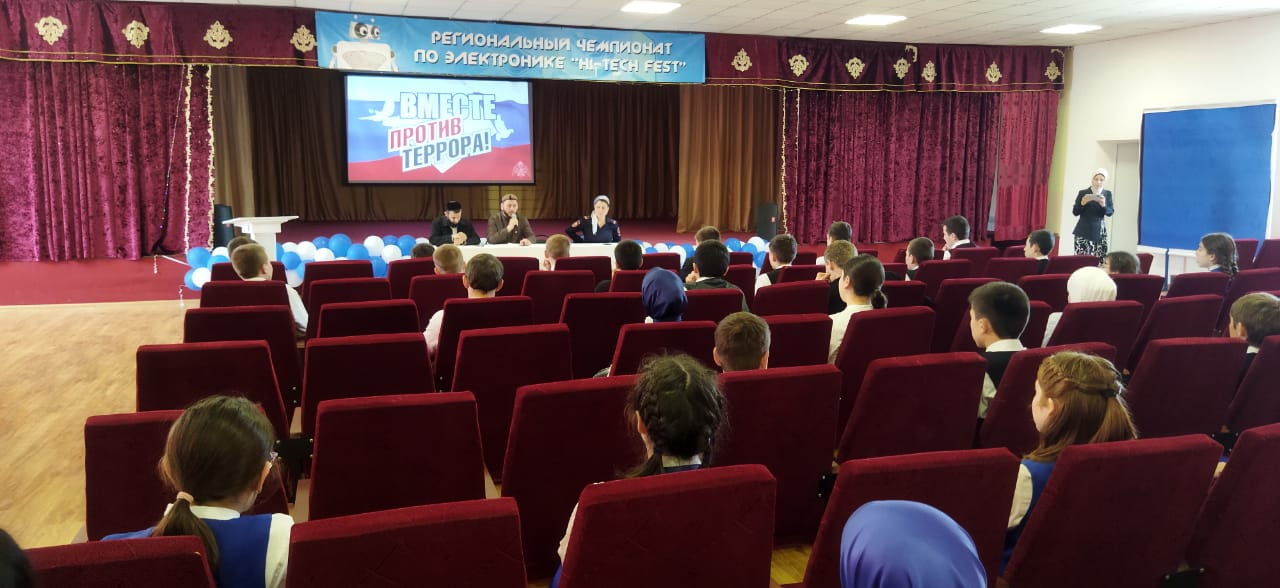 РЕГИОНАЛЬНЫЙ ЧЕМПИОНАТ
ПО ЭЛЕКТРОНИКЕ "HI-TECH FEST"
ВМЕСТЕ
ПРОТИВ
ТЕРРОРА!